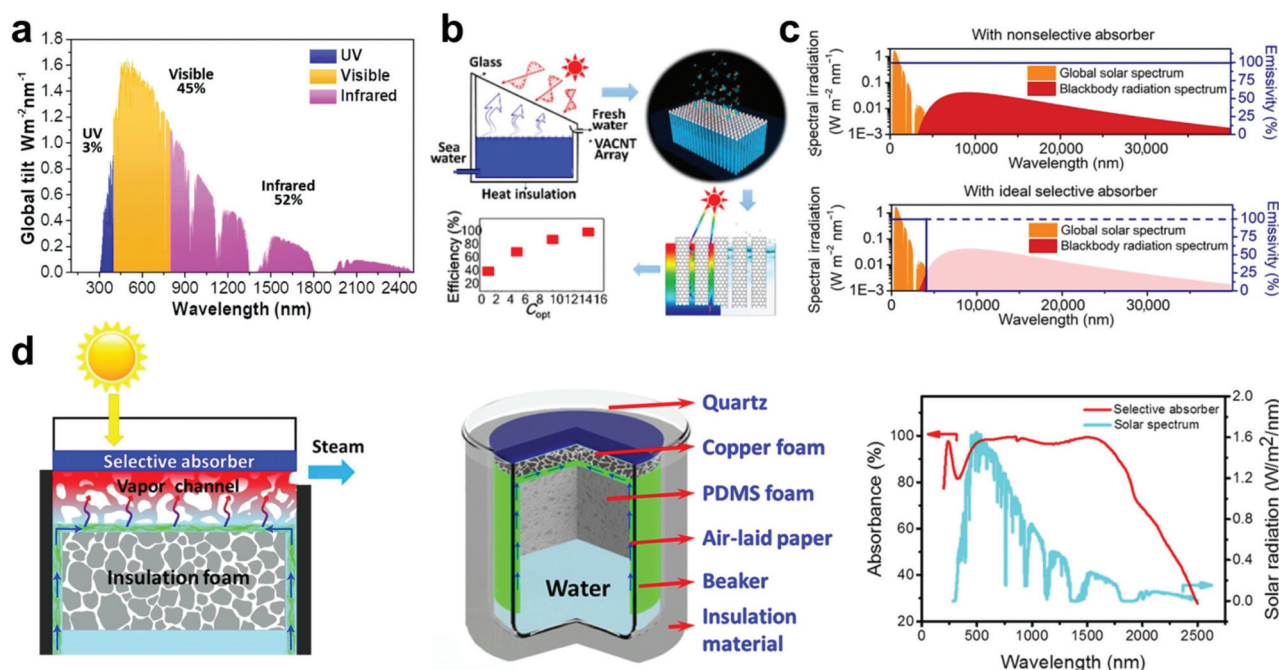 a
Global tilt Wm-2nm-1
1.8
1.6
1.4
1.2
1.0
0.8
0.6
0.4
0.2
0.0
UV
Visible
Infrared
Visible
45%
UV
3%
Infrared
52%
300 600 900 1200 1500 1800 2100 2400
Wavelength (nm)
b
Glass
Fresh
water
VACNT
Array
Sea
water
Heat insulation
Efficiency (%)
100
80
60
40
20
0 2 4 6 8 10 12 14 16
Copt
c
With nonselective absorber
Spectral irradiation
(W m-2 nm-1)
1
0.1
0.01
1E−3
Global solar spectrum
Blackbody radiation spectrum
100
75
50
25
0
Emissivity (%)
0 10,000 20,000 30,000
Wavelength (nm)
With ideal selective absorber
Spectral irradiation
(W m-2 nm-1)
1
0.1
0.01
1E−3
Global solar spectrum
Blackbody radiation spectrum
100
75
50
25
0
Emissivity (%)
0 10,000 20,000 30,000
Wavelength (nm)
d
Selective absorber
Steam
Vapor channel
Insulation foam
Quartz
Copper foam
PDMS foam
Air-laid paper
Beaker
Insulation
material
Water
Absorbance (%)
100
90
80
70
60
50
40
30
20
Selective absorber
Solar spectrum
2.0
1.6
1.2
0.8
0.4
0.0
Solar radiation (W/m2/nm)
0 500 1000 1500 2000 2500
Wavelength (nm)